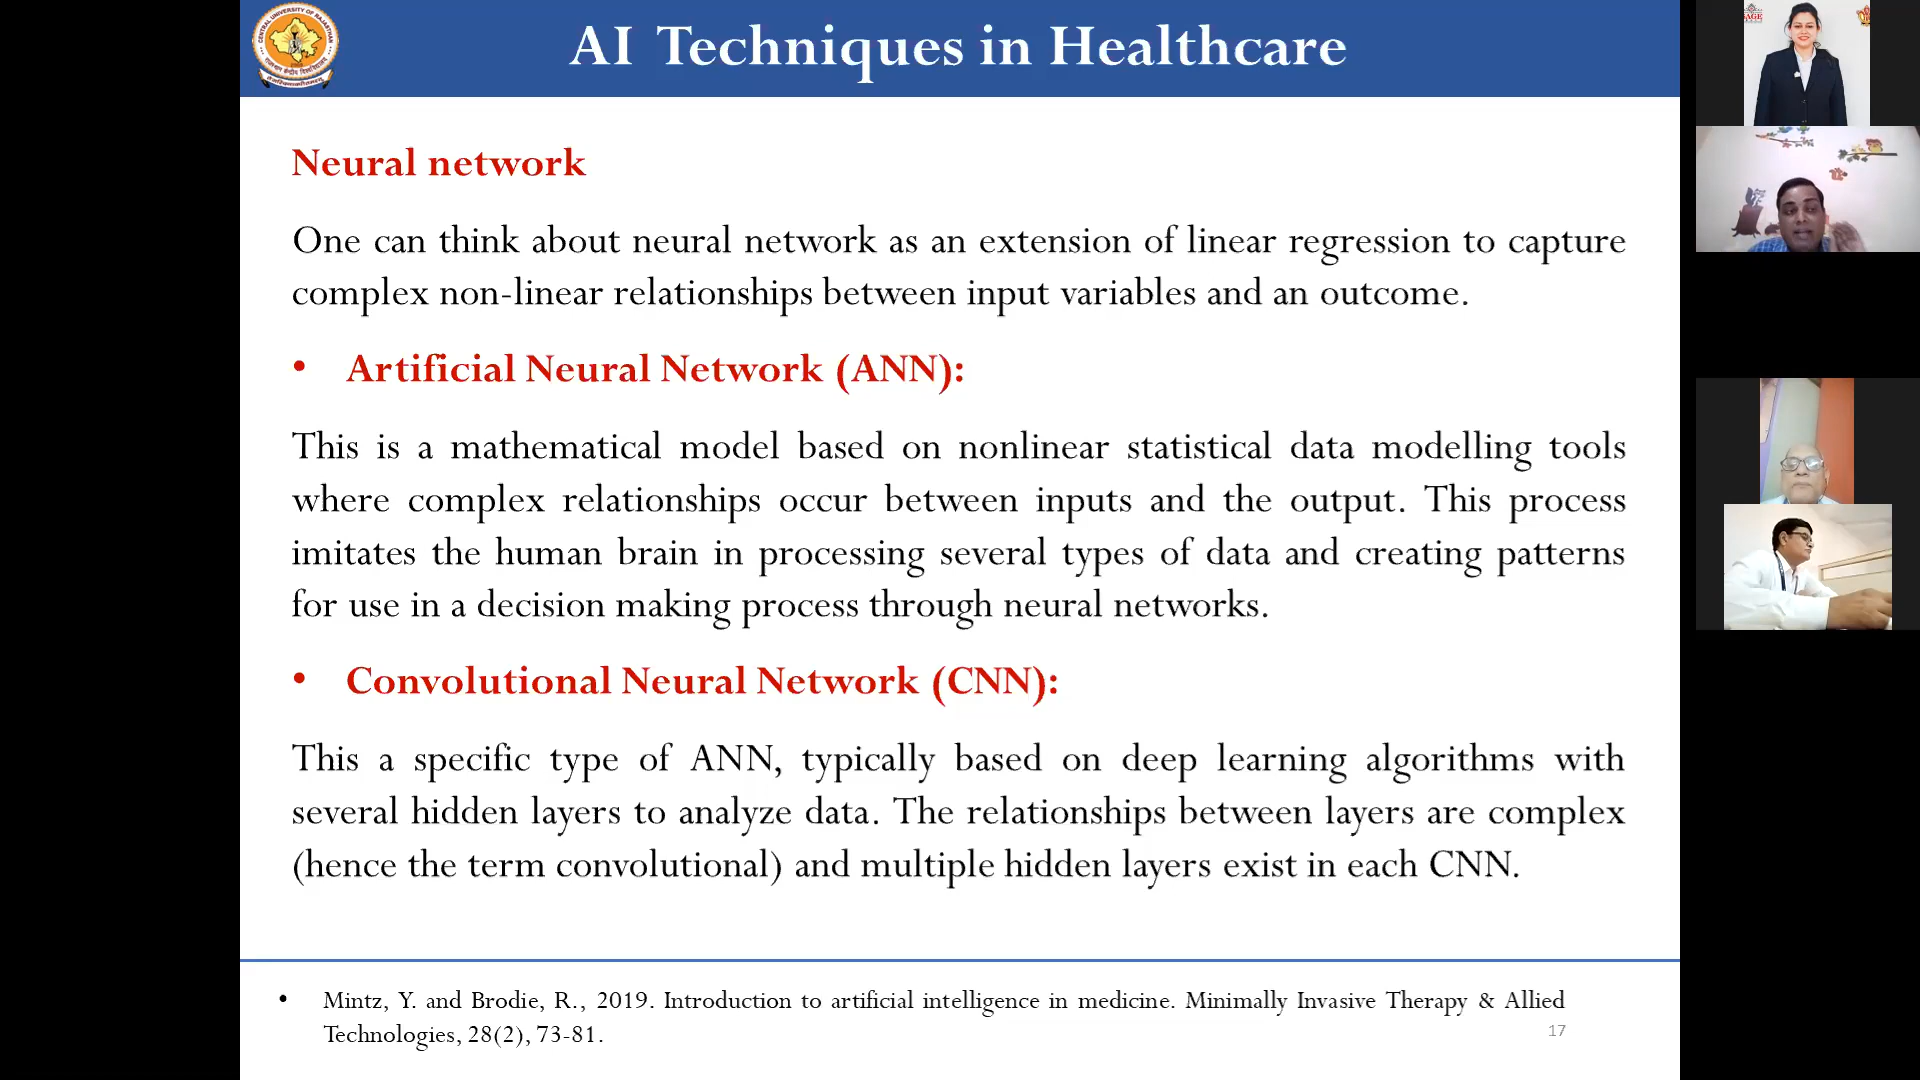 AI Techniques in Healthcare
CENTRAL UNIVERSITY OF RAJASTHAN
Neural network
One can think about neural network as an extension of linear regression to capture
complex non-linear relationships between input variables and an outcome.
• Artificial Neural Network (ANN):
This is a mathematical model based on nonlinear statistical data modelling tools
where complex relationships occur between inputs and the output. This process
imitates the human brain in processing several types of data and creating patterns
for use in a decision making process through neural networks.
• Convolutional Neural Network (CNN):
This a specific type of ANN, typically based on deep learning algorithms with
several hidden layers to analyze data. The relationships between layers are complex
(hence the term convolutional) and multiple hidden layers exist in each CNN.
• Mintz, Y. and Brodie, R., 2019. Introduction to artificial intelligence in medicine. Minimally Invasive Therapy & Allied
Technologies, 28(2), 73-81.
17